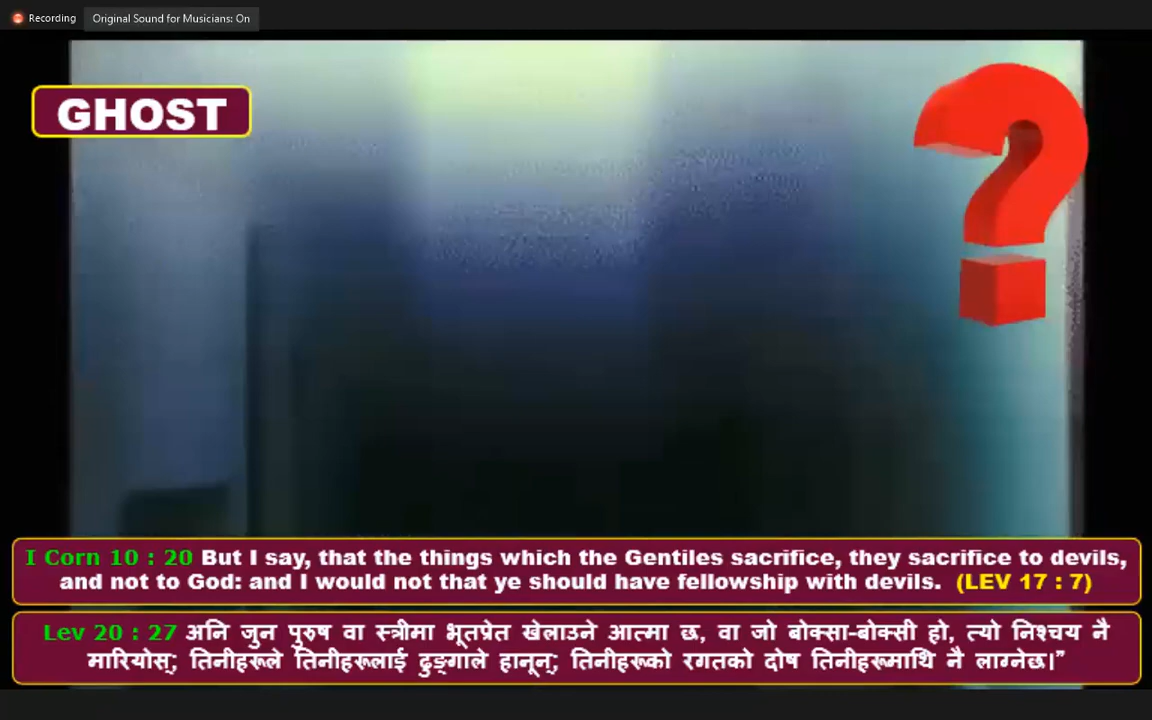 Recording
Original Sound for Musicians: On
GHOST
I Corn 10 : 20 But I say, that the things which the Gentiles sacrifice, they sacrifice to devils,
and not to God: and I would not that ye should have fellowship with devils. (LEV 17 : 7)
Lev 20 : 27 अनि जुन पुरुष वा स्त्रीमा भूतप्रेत खेलाउने आत्मा छ, वा जो बोक्सा-बोक्सी हो, त्यो निश्चय नै
मारियोस्; तिनीहरूले तिनीहरूलाई ढुङ्गाले हानून्; तिनीहरूको रगतको दोष तिनीहरूमाथि नै लाग्नेछ।”